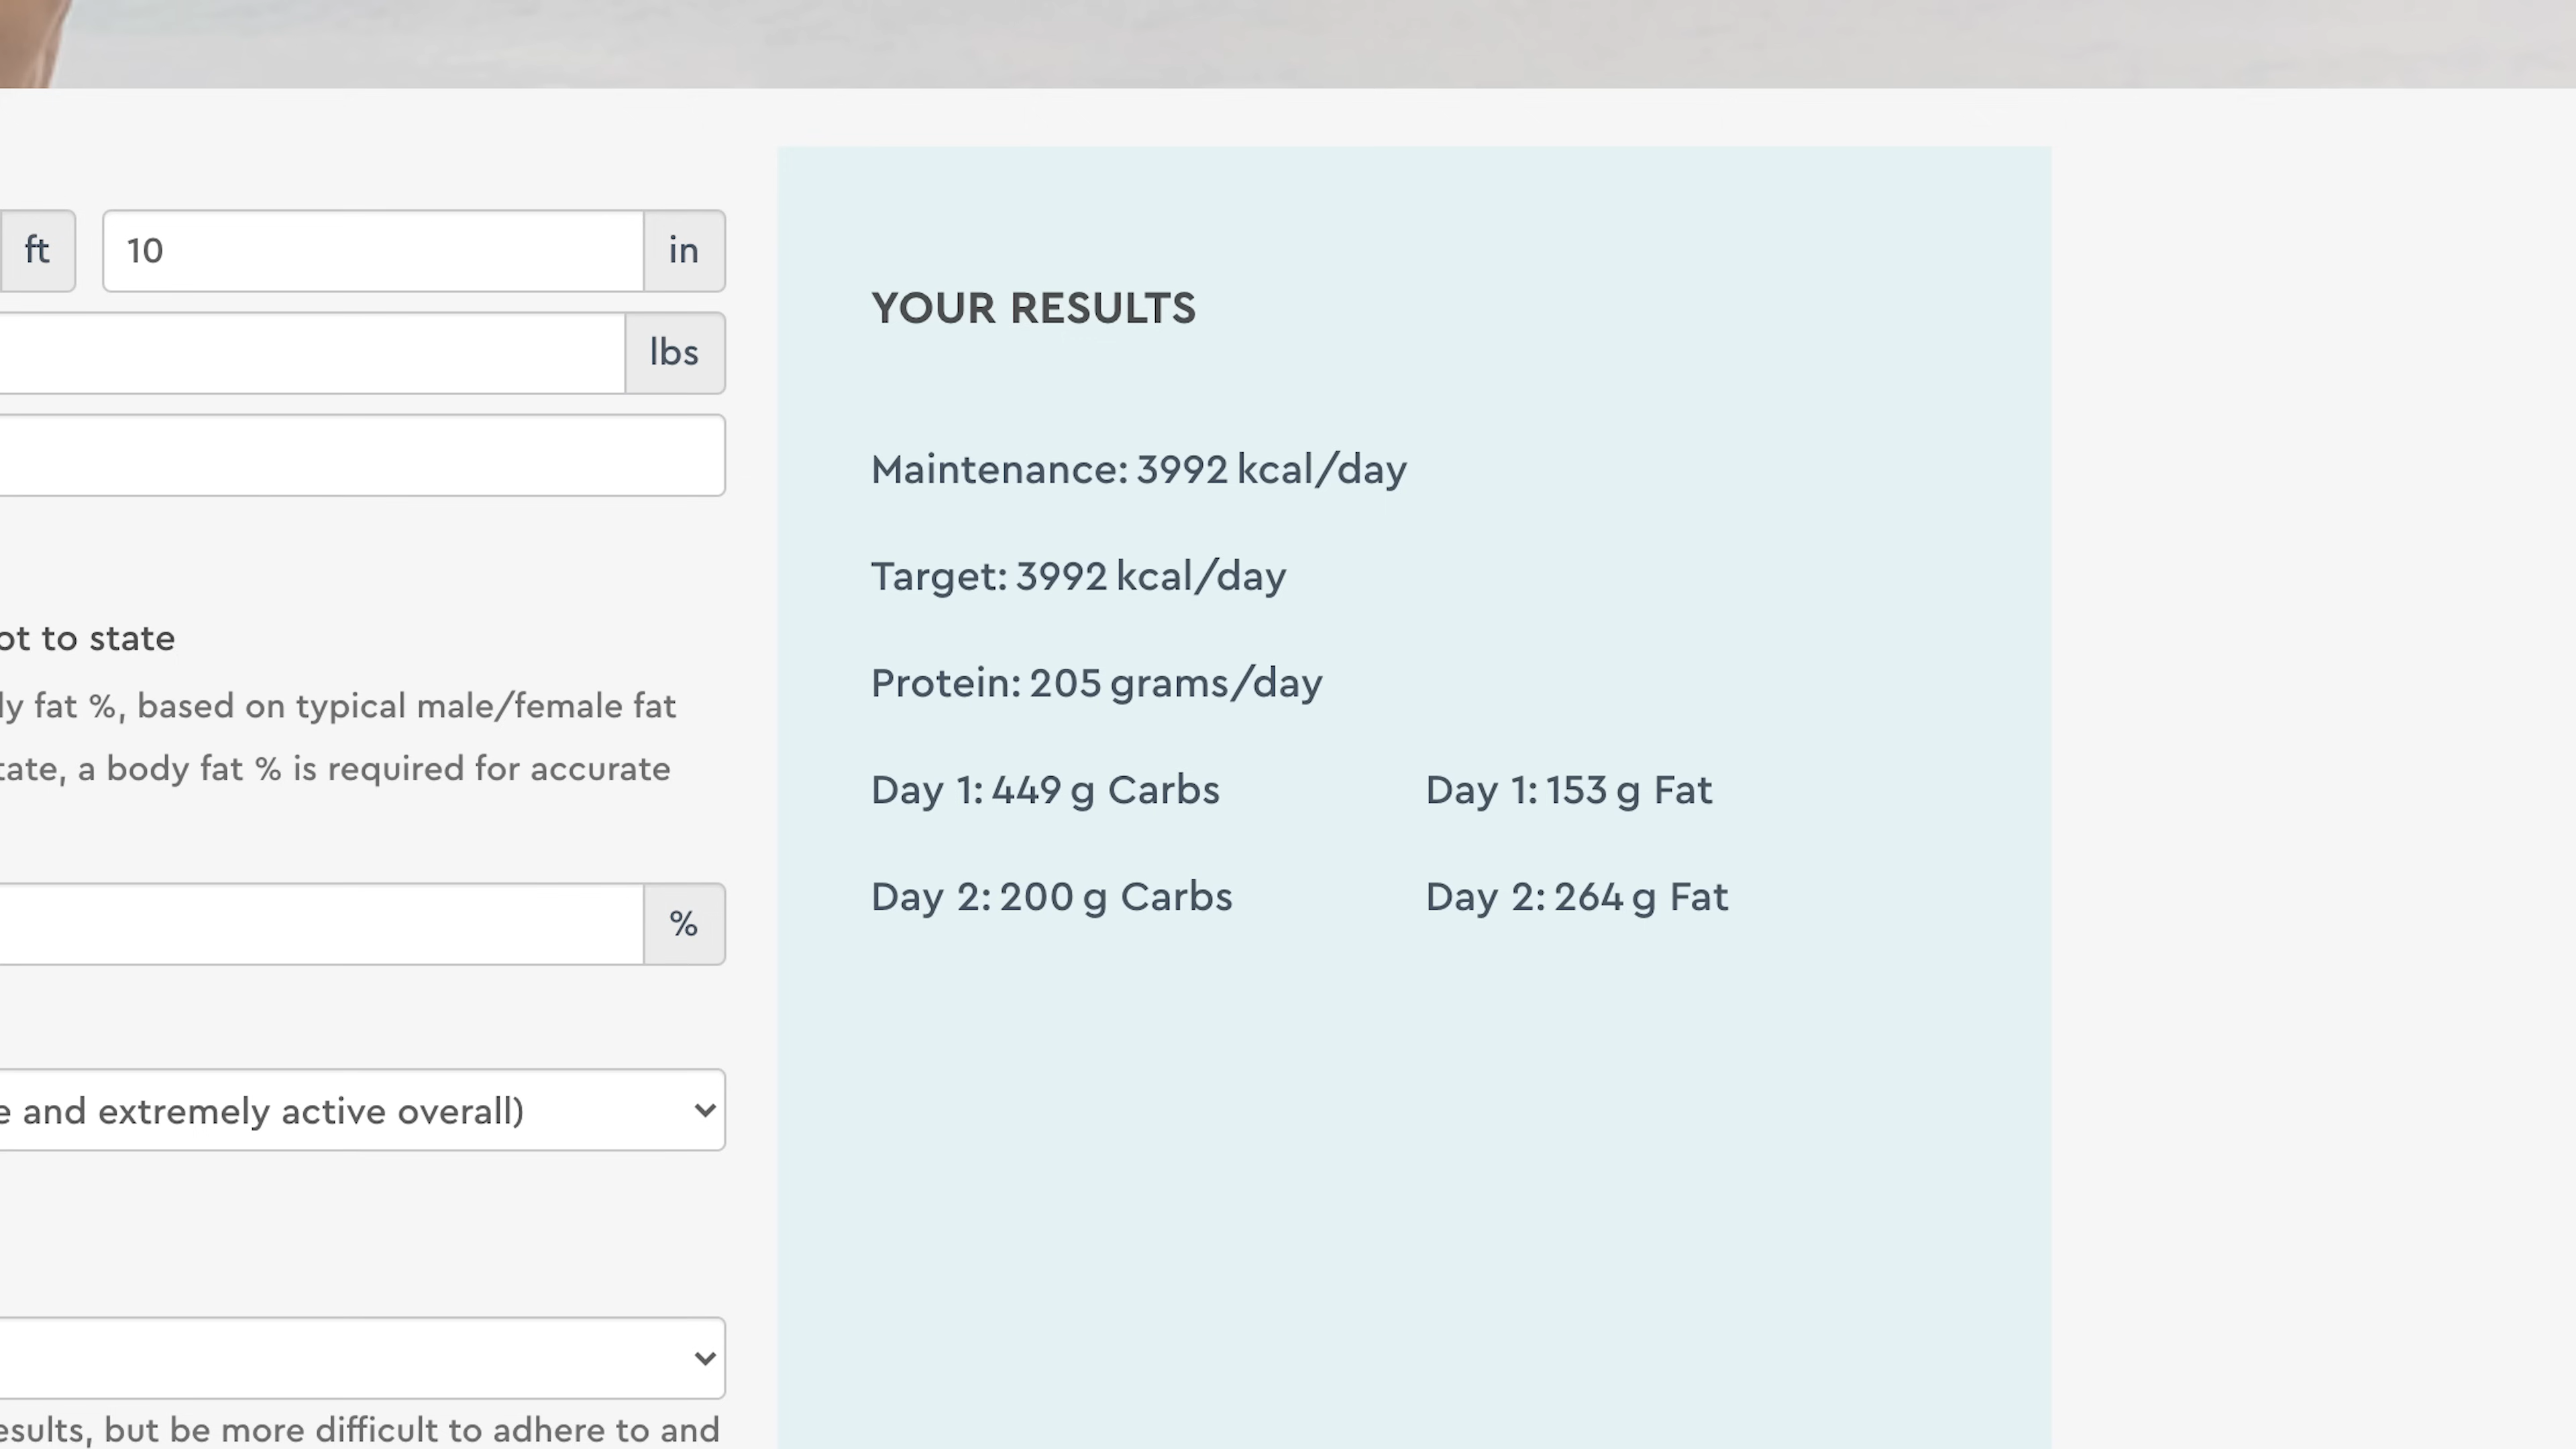 ft
10
in
lbs
ot to state
ly fat %, based on typical male/female fat
tate, a body fat % is required for accurate
%
e and extremely active overall)
esults, but be more difficult to adhere to and
YOUR RESULTS
Maintenance: 3992 kcal/day
Target: 3992 kcal/day
Protein: 205 grams/day
Day 1: 449 g Carbs
Day 1: 153 g Fat
Day 2: 200 g Carbs
Day 2: 264 g Fat